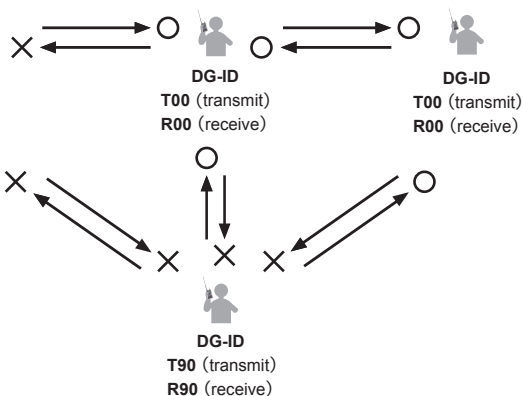 DG-ID
T00 (transmit)
R00 (receive)
DG-ID
T00 (transmit)
R00 (receive)
DG-ID
T90 (transmit)
R90 (receive)